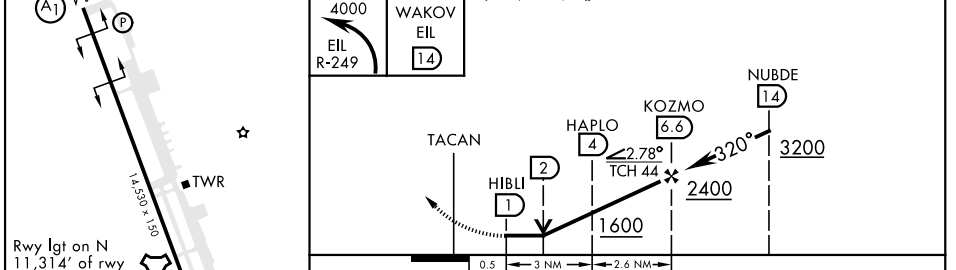 A1
P
14,530 x 150
TWR
Rwy lgt on N
11,314' of rwy
4000
EIL
R-249
WAKOV
EIL
14
TACAN
HIBLI
1
2
HAPLO
4
2.78°
TCH 44
KOZMO
6.6
NUBDE
14
320°
3200
2400
1600
0.5
3 NM
2.6 NM